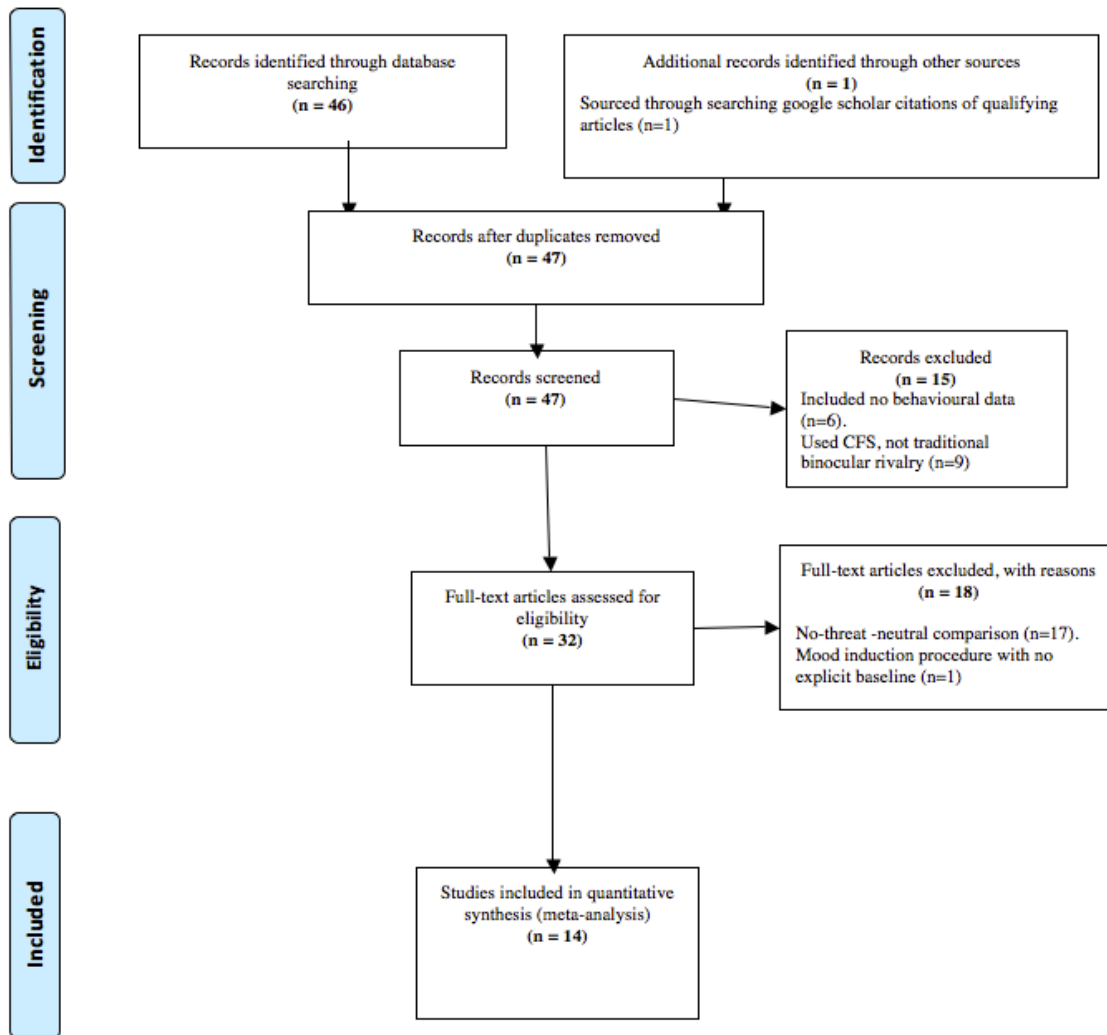 Identification
Records identified through database
searching
(n = 46)
Additional records identified through other sources
(n = 1)
Sourced through searching google scholar citations of qualifying
articles (n=1)
Screening
Records after duplicates removed
(n = 47)
Records screened
(n = 47)
Records excluded
(n = 15)
Included no behavioural data
(n=6).
Used CFS, not traditional
binocular rivalry (n=9)
Eligibility
Full-text articles assessed for
eligibility
(n = 32)
Full-text articles excluded, with reasons
(n = 18)
No-threat -neutral comparison (n=17).
Mood induction procedure with no
explicit baseline (n=1)
Included
Studies included in quantitative
synthesis (meta-analysis)
(n = 14)